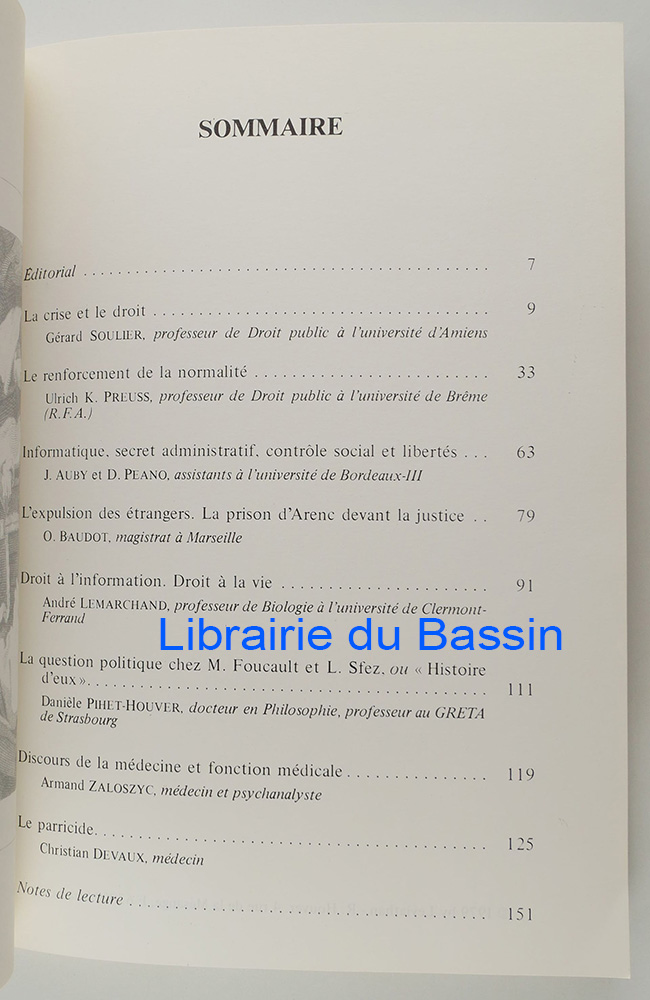 SOMMAIRE
Éditorial ............................................... 7
La crise et le droit ....................................... 9
Gérard SOULIER, professeur de Droit public à l'université d'Amiens
Le renforcement de la normalité ........................... 33
Ulrich K. PREUSS, professeur de Droit public à l'université de Brême
(R.F.A.)
Informatique, secret administratif, contrôle social et libertés ... 63
J. AUBY et D. PEANO, assistants à l'université de Bordeaux-III
L'expulsion des étrangers. La prison d'Arenc devant la justice .. 79
O. BAUDOT, magistrat à Marseille
Droit à l'information. Droit à la vie ........................ 91
André LEMARCHAND, professeur de Biologie à l'université de Clermont-
Ferrand
Librairie du Bassin
La question politique chez M. Foucault et L. Sfez, ou « Histoire
d'eux»............................................... 111
Danièle PIHET-HOUVER, docteur en Philosophie, professeur au GRETA
de Strasbourg
Discours de la médecine et fonction médicale ................ 119
Armand ZALOSZYC, médecin et psychanalyste
Le parricide............................................. 125
Christian DEVAUX, médecin
Notes de lecture ......................................... 151